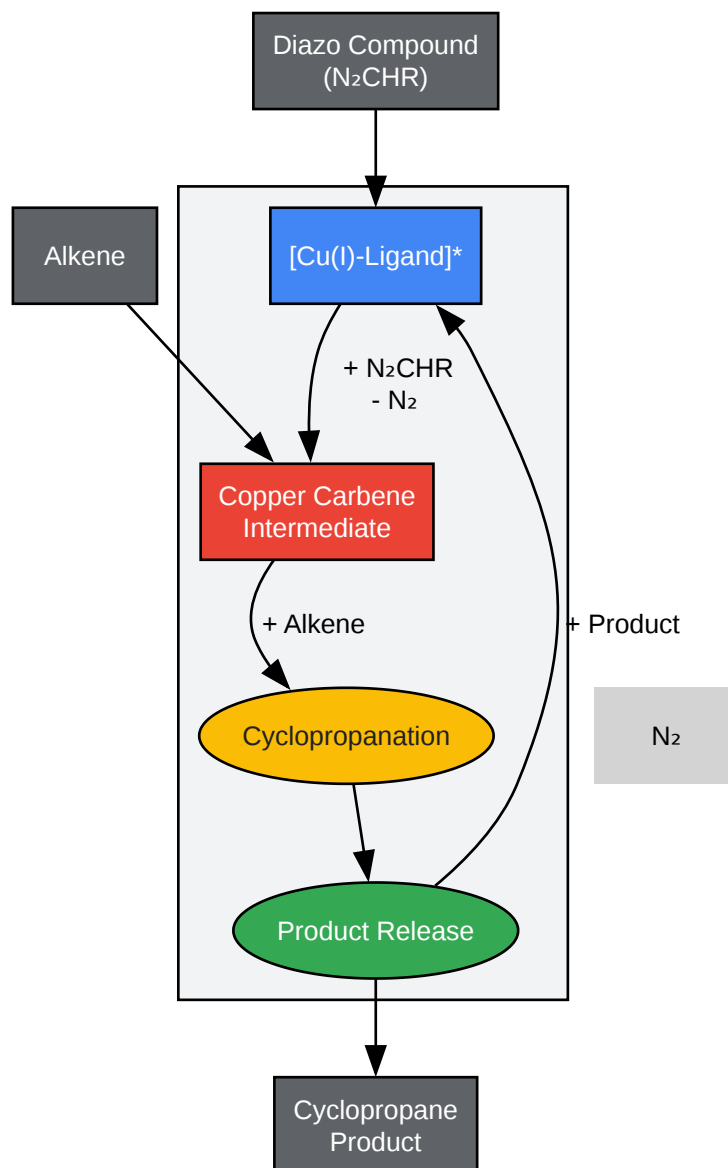 Diazo Compound
(N₂CHR)
Alkene
[Cu(I)-Ligand]*
+ N₂CHR
- N₂
Copper Carbene
Intermediate
+ Alkene
+ Product
Cyclopropanation
N₂
Product Release
Cyclopropane
Product